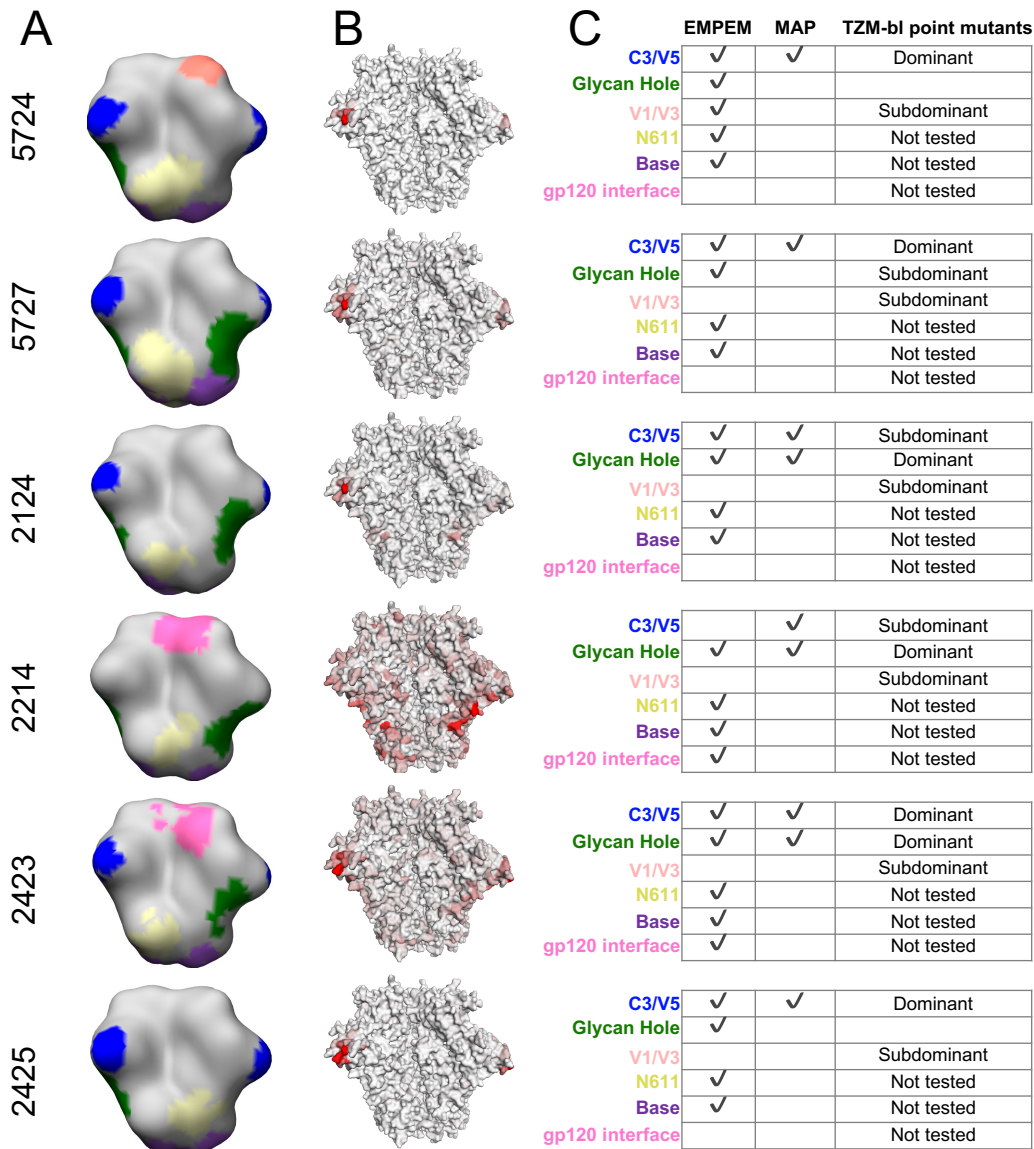 A B C
EMPEM MAP TZM-bl point mutants
5724
C3/V5 ✓ ✓ Dominant
Glycan Hole ✓
V1/V3 ✓ Subdominant
N611 ✓ Not tested
Base ✓ Not tested
gp120 interface Not tested
5727
C3/V5 ✓ ✓ Dominant
Glycan Hole ✓ Subdominant
V1/V3 Subdominant
N611 ✓ Not tested
Base ✓ Not tested
gp120 interface Not tested
2124
C3/V5 ✓ ✓ Subdominant
Glycan Hole ✓ ✓ Dominant
V1/V3 Subdominant
N611 ✓ Not tested
Base ✓ Not tested
gp120 interface Not tested
2214
C3/V5 ✓ Subdominant
Glycan Hole ✓ ✓ Dominant
V1/V3 Subdominant
N611 ✓ Not tested
Base ✓ Not tested
gp120 interface ✓ Not tested
2423
C3/V5 ✓ ✓ Dominant
Glycan Hole ✓ ✓ Dominant
V1/V3 Subdominant
N611 ✓ Not tested
Base ✓ Not tested
gp120 interface ✓ Not tested
2425
C3/V5 ✓ ✓ Dominant
Glycan Hole ✓
V1/V3 Subdominant
N611 ✓ Not tested
Base ✓ Not tested
gp120 interface Not tested